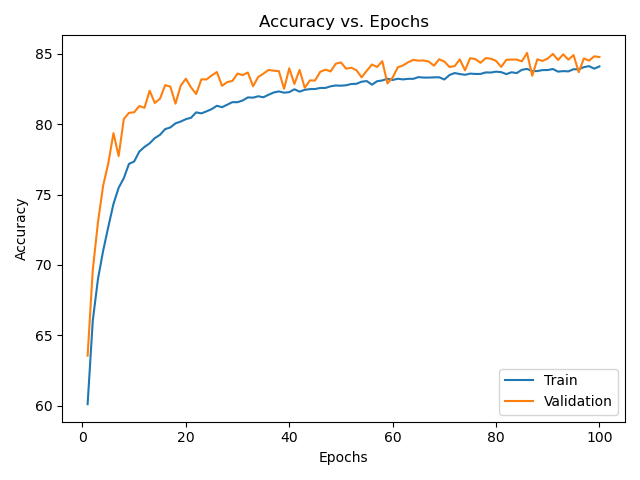 Accuracy vs. Epochs
Accuracy
85
80
75
70
65
60
0 20 40 60 80 100
Epochs
Train
Validation